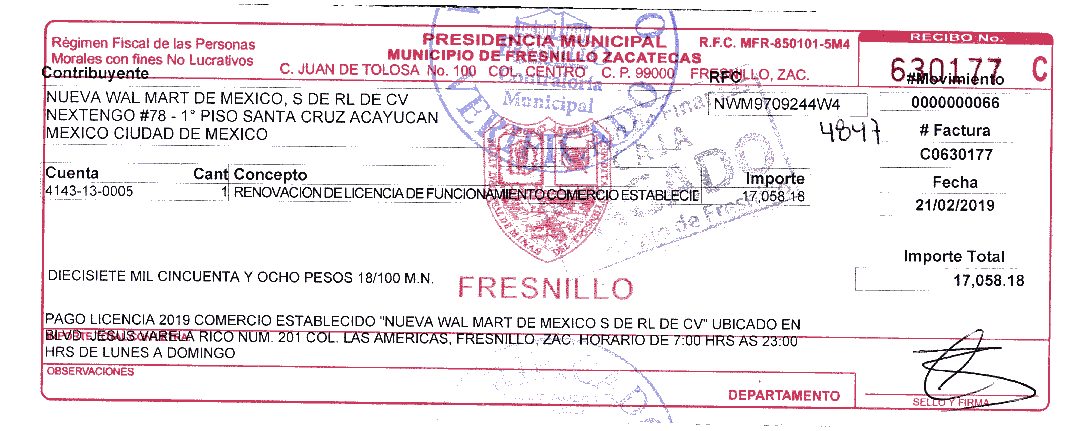 Régimen Fiscal de las Personas
Morales con fines No Lucrativos
PRESIDENCIA MUNICIPAL
MUNICIPIO DE FRESNILLO ZACATECAS
C. JUAN DE TOLOSA No. 100 COL. CENTRO C. P. 99000 FRESNILLO, ZAC.
R.F.C. MFR-850101-5M4
RECIBO No.
630177 C
Contribuyente
RFC
#Movimiento
NUEVA WAL MART DE MEXICO, S DE RL DE CV
NEXTENGO #78 - 1° PISO SANTA CRUZ ACAYUCAN
MEXICO CIUDAD DE MEXICO
NWM9709244W4
0000000066
4847
# Factura
C0630177
Contraloría
Municipal
VERIFICADO
Cuenta Cant Concepto Importe
4143-13-0005 1 RENOVACION DE LICENCIA DE FUNCIONAMIENTO COMERCIO ESTABLECIE 17,058.18
Fecha
21/02/2019
Importe Total
17,058.18
DIECISIETE MIL CINCUENTA Y OCHO PESOS 18/100 M.N.
FRESNILLO
PAGO LICENCIA 2019 COMERCIO ESTABLECIDO "NUEVA WAL MART DE MEXICO S DE RL DE CV" UBICADO EN
BLVD. JESUS VARELA RICO NUM. 201 COL. LAS AMERICAS, FRESNILLO, ZAC. HORARIO DE 7:00 HRS AS 23:00
HRS DE LUNES A DOMINGO
OBSERVACIONES
DEPARTAMENTO
SELLO Y FIRMA